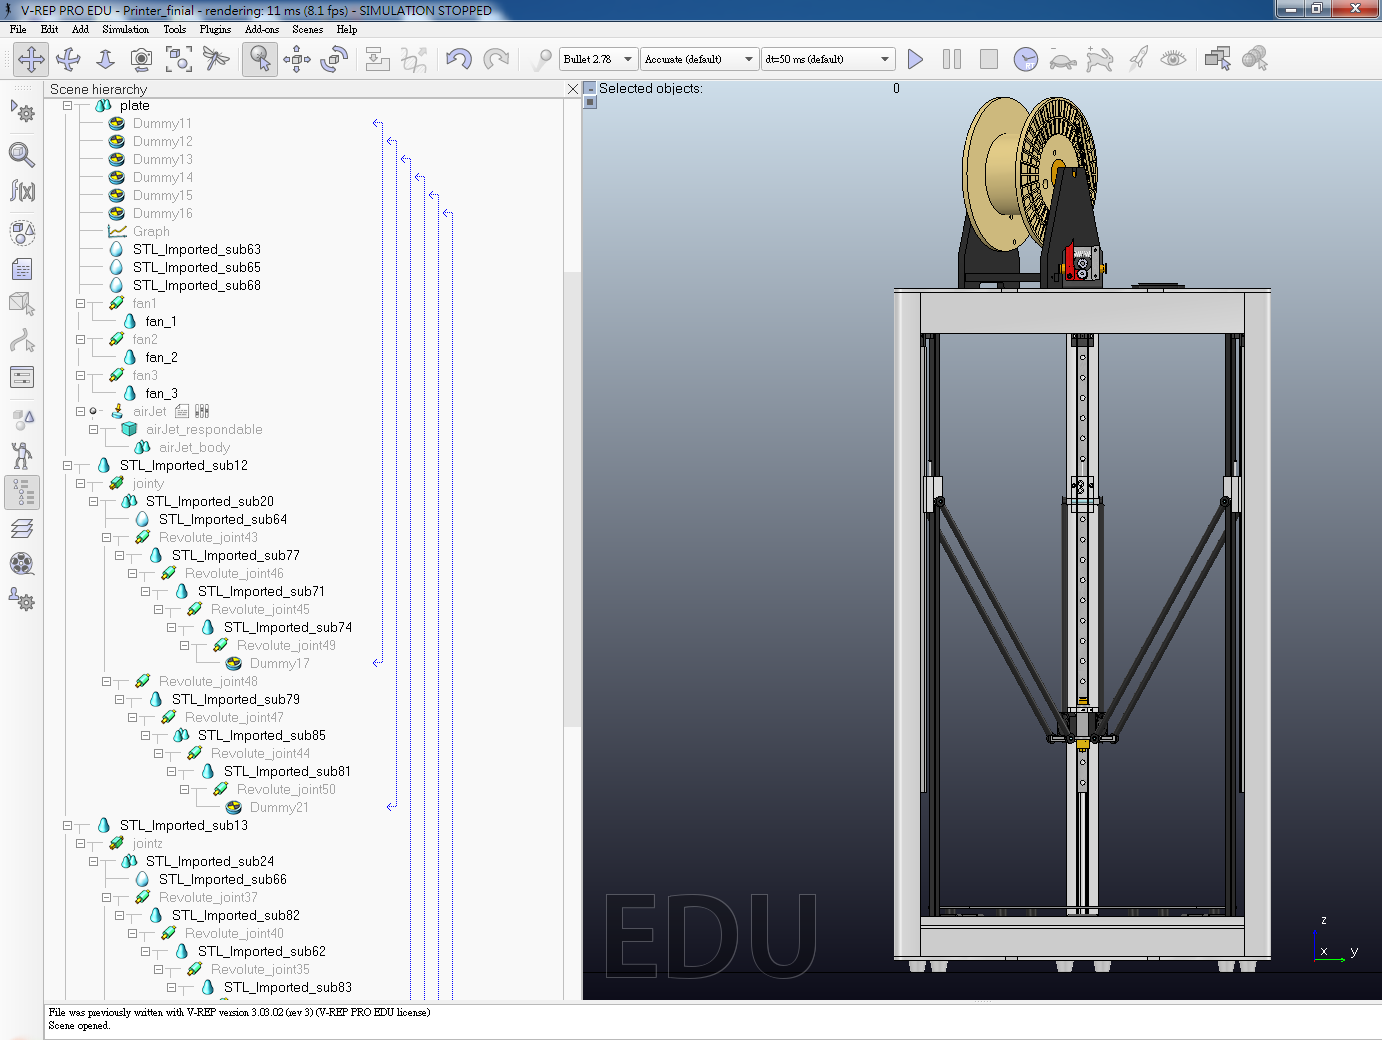 V-REP PRO EDU - Printer_finial - rendering: 11 ms (8.1 fps) - SIMULATION STOPPED
File Edit Add Simulation Tools Plugins Add-ons Scenes Help
Bullet 2.78 Accurate (default) dt=50 ms (default)
RT
f(x)
Scene hierarchy
Selected objects: 0
plate
Dummy11
Dummy12
Dummy13
Dummy14
Dummy15
Dummy16
Graph
STL_Imported_sub63
STL_Imported_sub65
STL_Imported_sub68
fan1
fan_1
fan2
fan_2
fan3
fan_3
airJet
airJet_respondable
airJet_body
STL_Imported_sub12
jointy
STL_Imported_sub20
STL_Imported_sub64
Revolute_joint43
STL_Imported_sub77
Revolute_joint46
STL_Imported_sub71
Revolute_joint45
STL_Imported_sub74
Revolute_joint49
Dummy17
Revolute_joint48
STL_Imported_sub79
Revolute_joint47
STL_Imported_sub85
Revolute_joint44
STL_Imported_sub81
Revolute_joint50
Dummy21
STL_Imported_sub13
jointz
STL_Imported_sub24
STL_Imported_sub66
Revolute_joint37
STL_Imported_sub82
Revolute_joint40
STL_Imported_sub62
Revolute_joint35
STL_Imported_sub83
EDU
z
x
y
File was previously written with V-REP version 3.03.02 (rev 3) (V-REP PRO EDU license)
Scene opened.